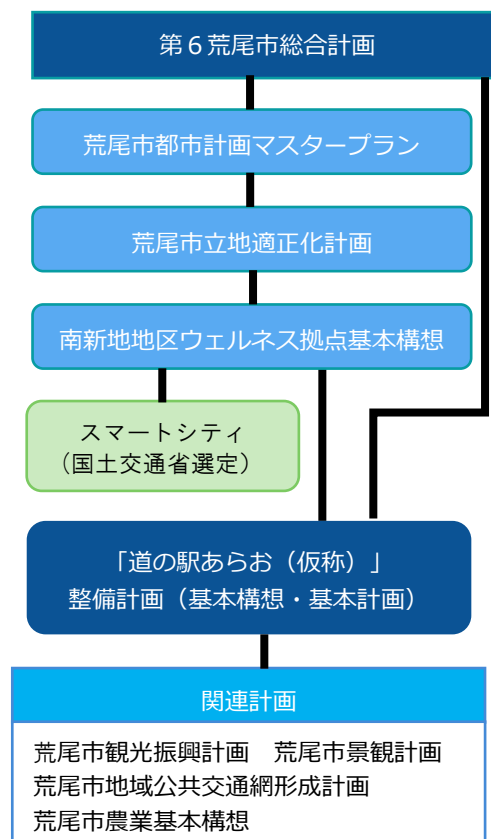 第６荒尾市総合計画
荒尾市都市計画マスタープラン
荒尾市立地適正化計画
南新地地区ウェルネス拠点基本構想
スマートシティ
（国土交通省選定）
「道の駅あらお（仮称）」
整備計画（基本構想・基本計画）
関連計画
荒尾市観光振興計画　荒尾市景観計画
荒尾市地域公共交通網形成計画
荒尾市農業基本構想